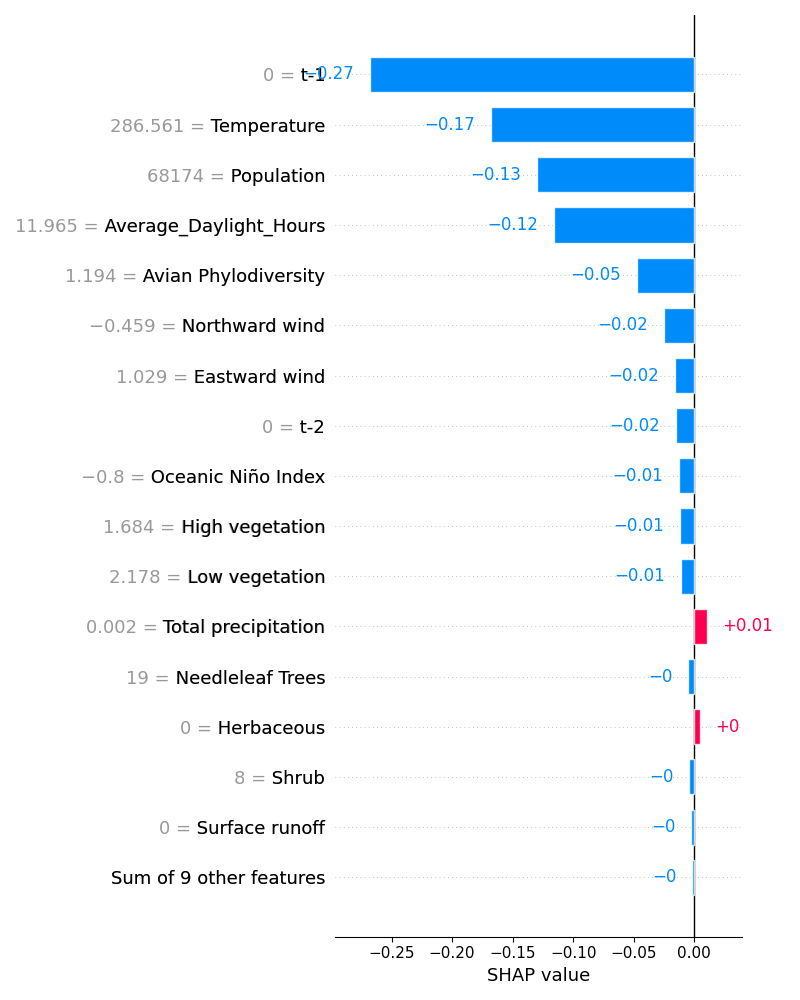 0 = t-1 −0.27
286.561 = Temperature −0.17
68174 = Population −0.13
11.965 = Average_Daylight_Hours −0.12
1.194 = Avian Phylodiversity −0.05
−0.459 = Northward wind −0.02
1.029 = Eastward wind −0.02
0 = t-2 −0.02
−0.8 = Oceanic Niño Index −0.01
1.684 = High vegetation −0.01
2.178 = Low vegetation −0.01
0.002 = Total precipitation +0.01
19 = Needleleaf Trees −0
0 = Herbaceous +0
8 = Shrub −0
0 = Surface runoff −0
Sum of 9 other features −0
−0.25 −0.20 −0.15 −0.10 −0.05 0.00
SHAP value